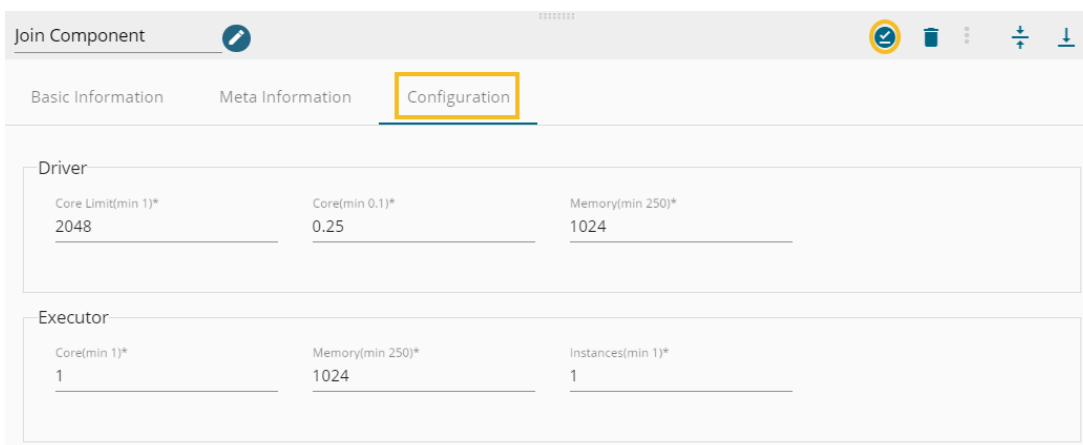 Join Component
Basic Information Meta Information Configuration
Driver
Core Limit(min 1)* Core(min 0.1)* Memory(min 250)*
2048 0.25 1024
Executor
Core(min 1)* Memory(min 250)* Instances(min 1)*
1 1024 1